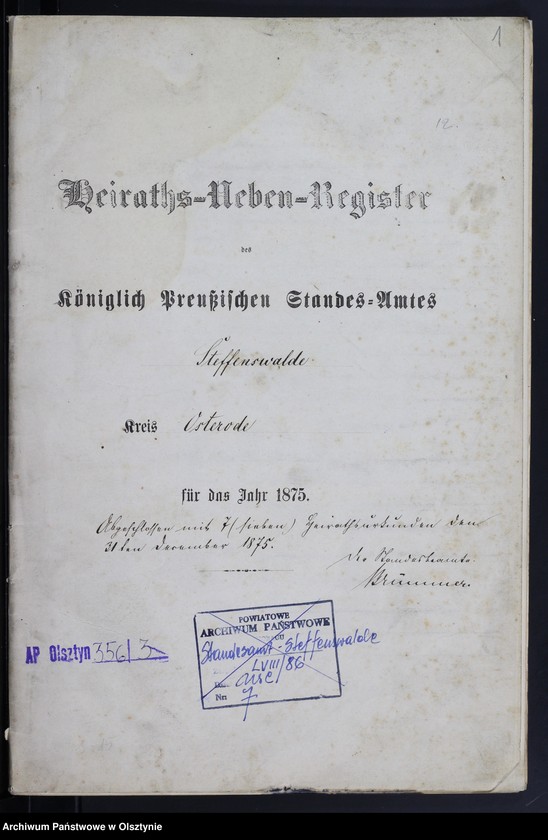 1
12.
Heiraths-Neben-Register
des
Königlich Preußischen Standes-Amtes
Steffenswalde
Kreis Osterode
für das Jahr 1875.
Abgeschlossen mit 7 (sieben) Heirathsurkunden den
31ten December 1875.
Der Standesbeamte.
POWIATOWE
ARCHIWUM PAŃSTWOWE
Standesamt - Steffenswalde
LVIII/86
Nr:
7
AP Olsztyn 356/3
Archiwum Państwowe w Olsztynie